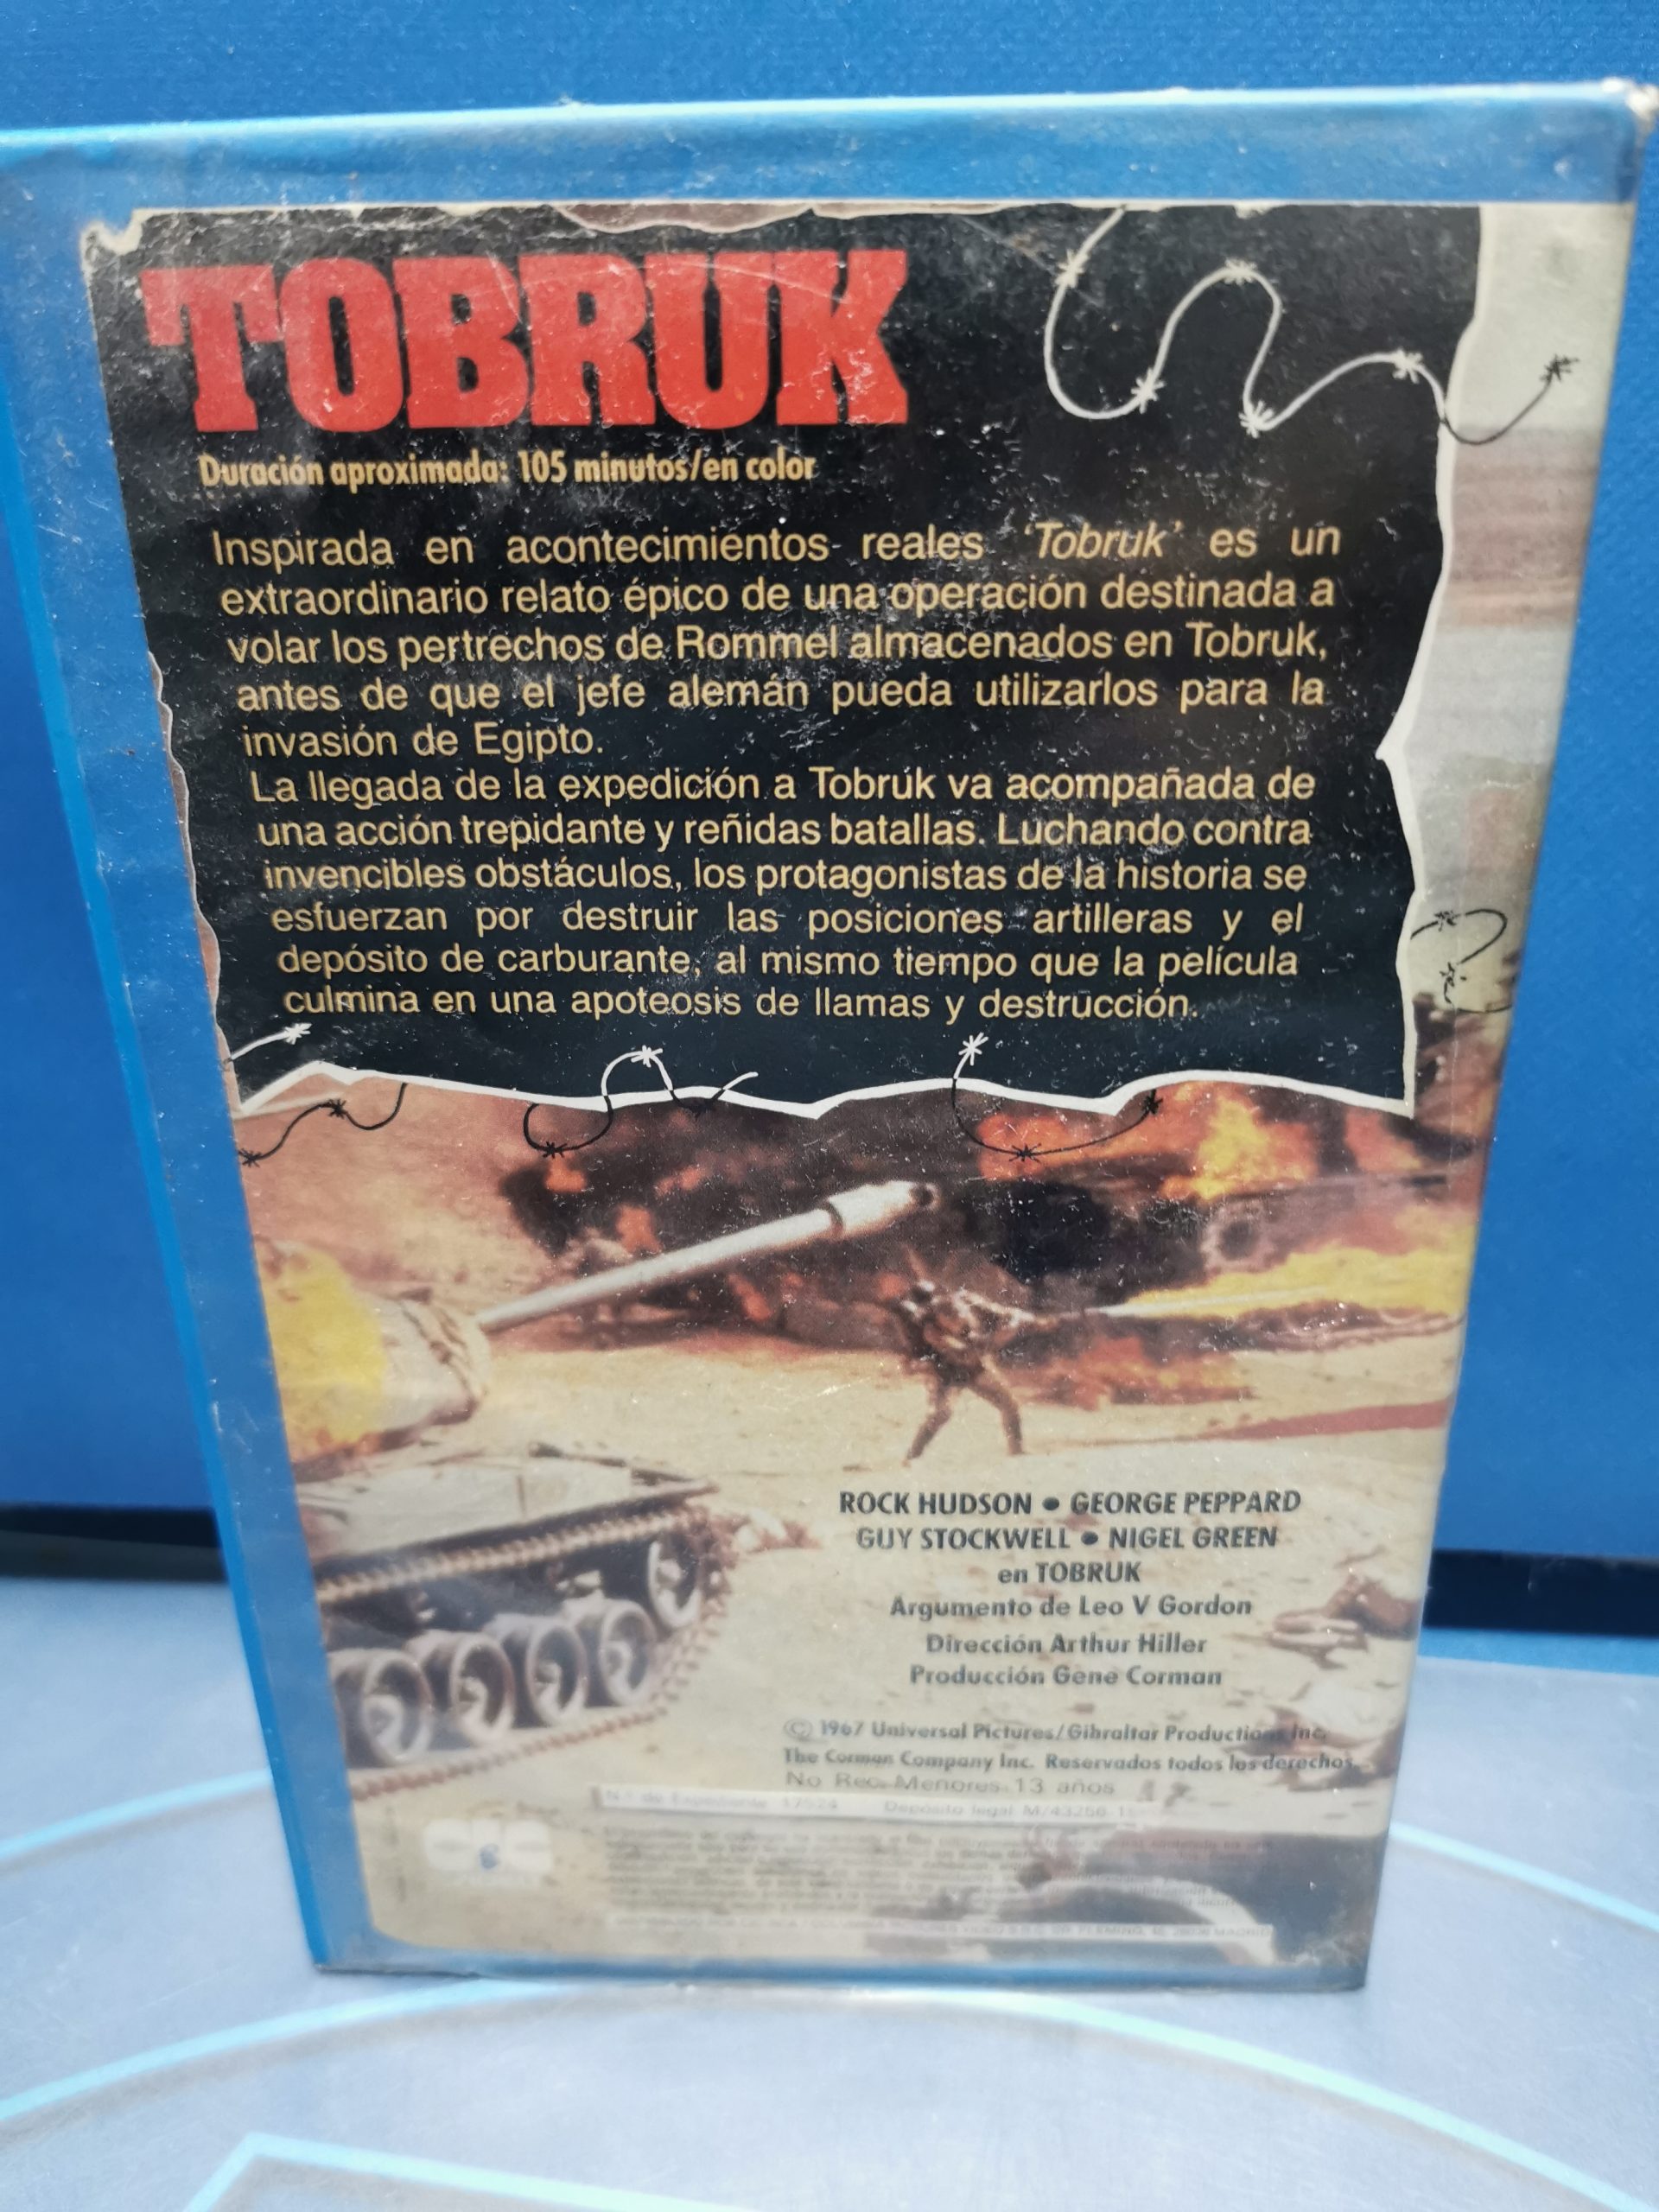 TOBRUK
Duración aproximada: 105 minutos/en color
Inspirada en acontecimientos reales 'Tobruk' es un
extraordinario relato épico de una operación destinada a
volar los pertrechos de Rommel almacenados en Tobruk,
antes de que el jefe alemán pueda utilizarlos para la
invasión de Egipto.
La llegada de la expedición a Tobruk va acompañada de
una acción trepidante y reñidas batallas. Luchando contra
invencibles obstáculos, los protagonistas de la historia se
esfuerzan por destruir las posiciones artilleras y el
depósito de carburante, al mismo tiempo que la película
culmina en una apoteosis de llamas y destrucción.
ROCK HUDSON • GEORGE PEPPARD
GUY STOCKWELL • NIGEL GREEN
en TOBRUK
Argumento de Leo V Gordon
Dirección Arthur Hiller
Producción Gene Corman
© 1967 Universal Pictures/Gibraltar Productions Inc.
The Corman Company Inc. Reservados todos los derechos.
No Rec. Menores 13 años
N.º de Expediente 17524 Depósito legal M/43256